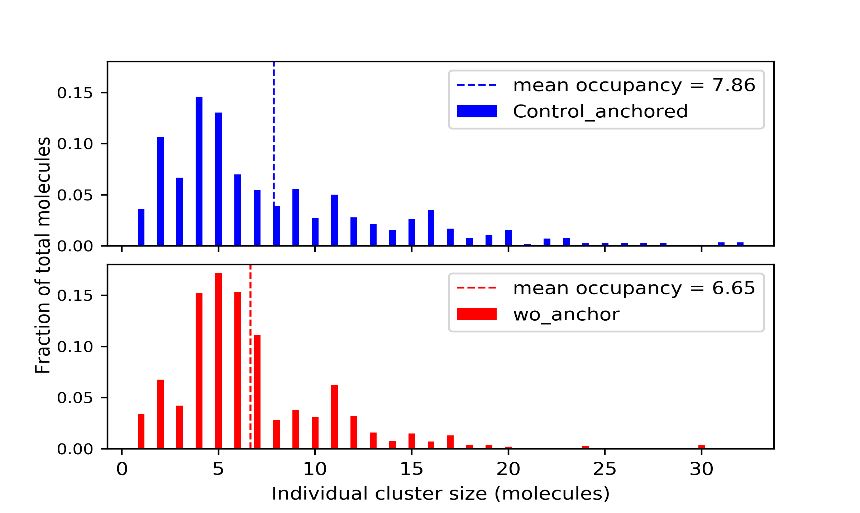 mean occupancy = 7.86
Control_anchored
0.15
0.10
0.05
0.00
Fraction of total molecules
mean occupancy = 6.65
wo_anchor
0.15
0.10
0.05
0.00
0 5 10 15 20 25 30
Individual cluster size (molecules)